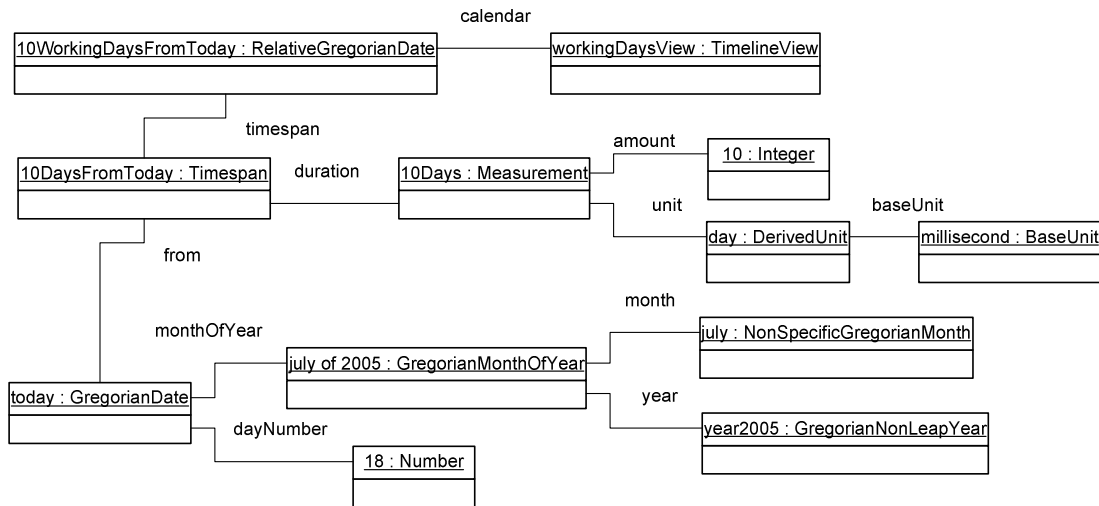 calendar
10WorkingDaysFromToday : RelativeGregorianDate
workingDaysView : TimelineView
timespan
amount
10 : Integer
10DaysFromToday : Timespan
duration
10Days : Measurement
unit
baseUnit
day : DerivedUnit
millisecond : BaseUnit
from
month
monthOfYear
july : NonSpecificGregorianMonth
july of 2005 : GregorianMonthOfYear
today : GregorianDate
year
dayNumber
year2005 : GregorianNonLeapYear
18 : Number